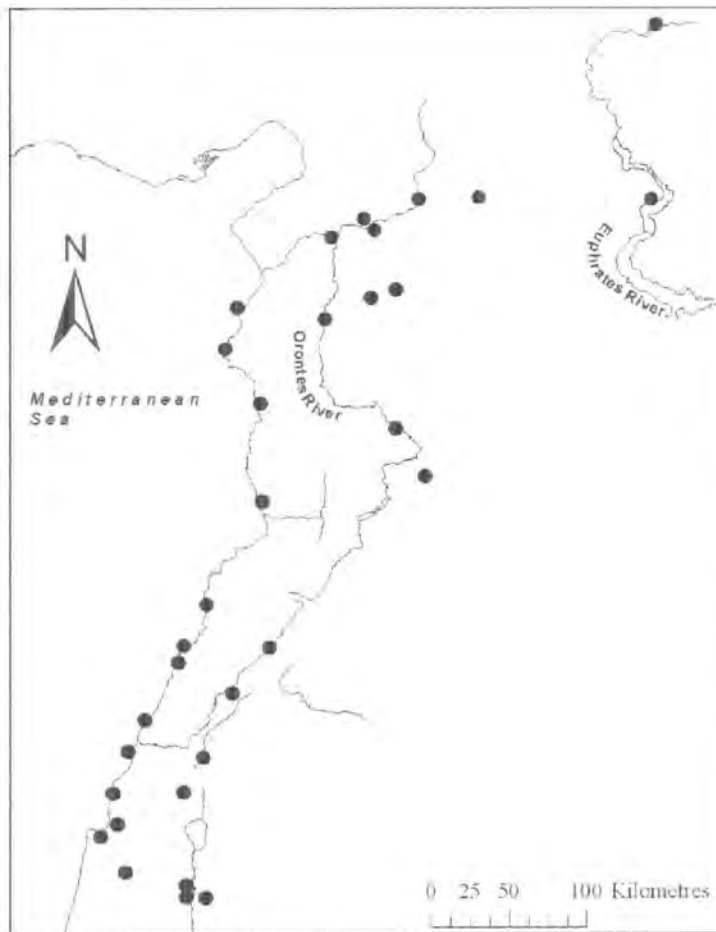 N
Euphrates River
Orontes River
Mediterranean
Sea
0 25 50 100 Kilometres